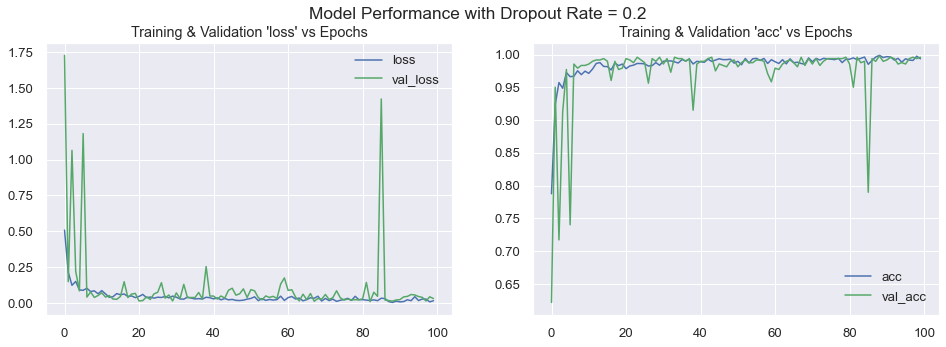 Model Performance with Dropout Rate = 0.2
Training & Validation 'loss' vs Epochs
1.75
1.50
1.25
1.00
0.75
0.50
0.25
0.00
0 20 40 60 80 100
loss
val_loss
Training & Validation 'acc' vs Epochs
1.00
0.95
0.90
0.85
0.80
0.75
0.70
0.65
0 20 40 60 80 100
acc
val_acc